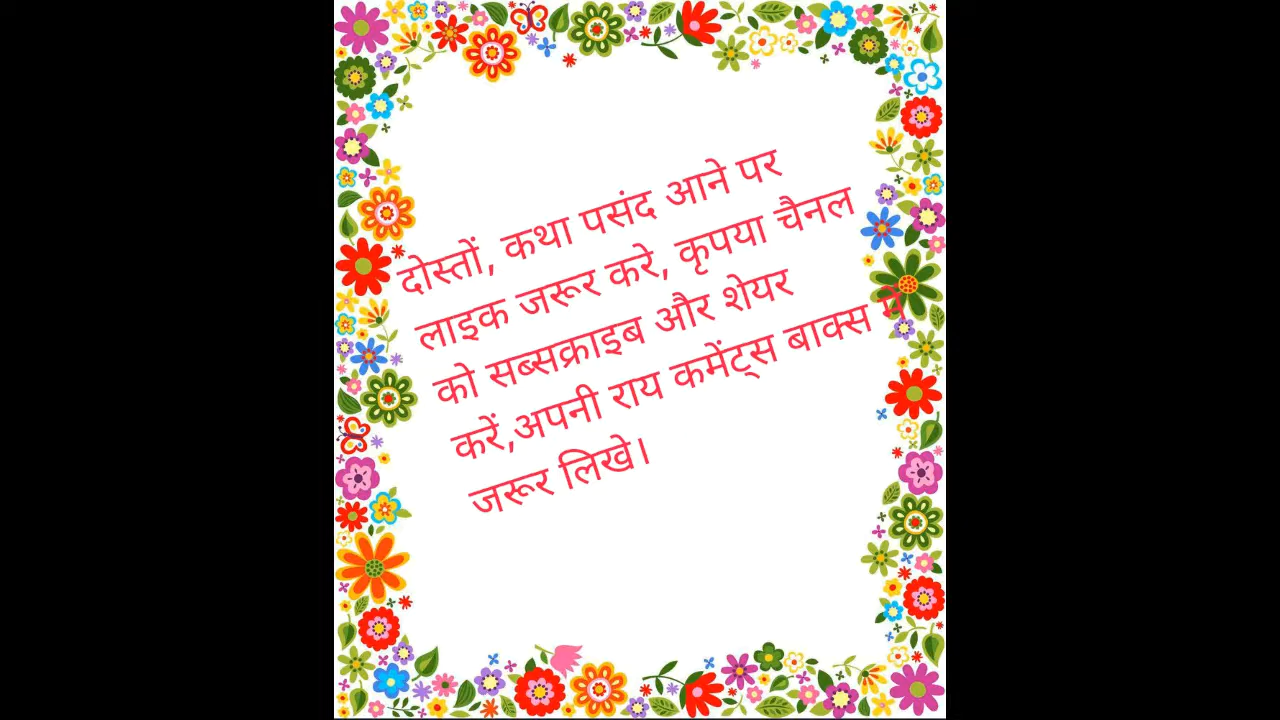 दोस्तों, कथा पसंद आने पर
लाइक जरूर करे, कृपया चैनल
को सब्सक्राइब और शेयर
करें,अपनी राय कमेंट्स बाक्स मे
जरूर लिखे।